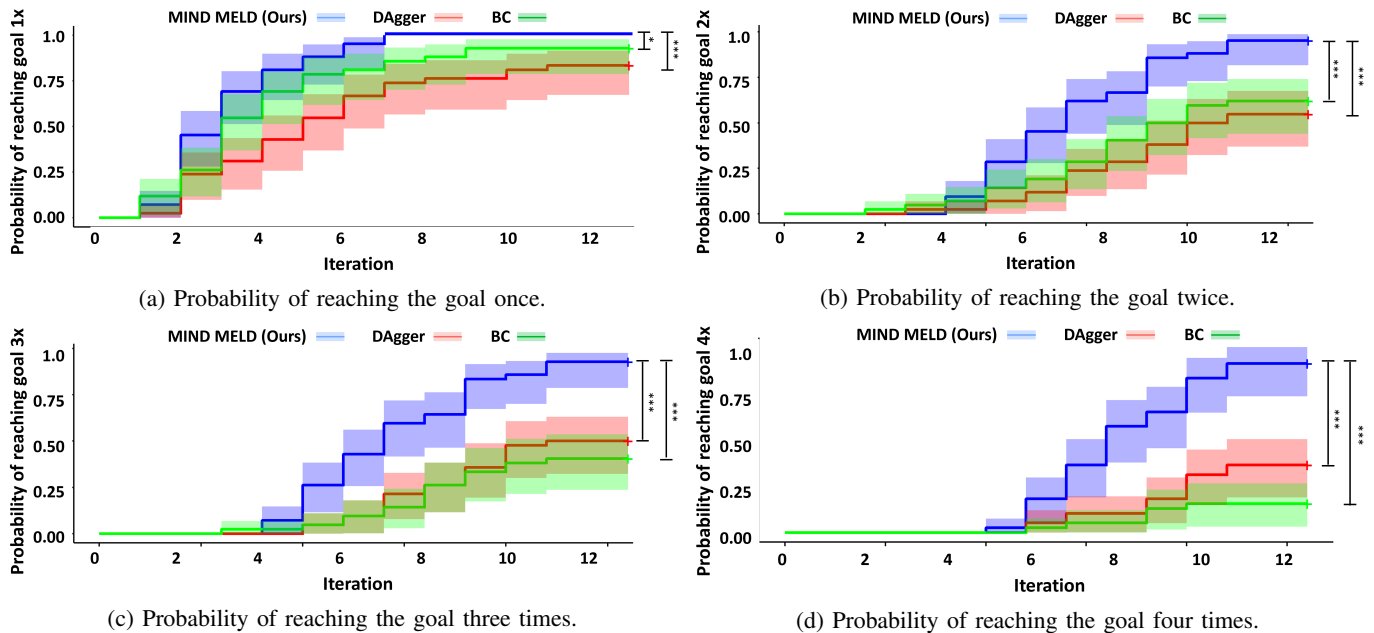 MIND MELD (Ours) DAgger BC
Probability of reaching goal 1x
1.0
0.75
0.50
0.25
0.00
0 2 4 6 8 10 12
Iteration
*
***
(a) Probability of reaching the goal once.
MIND MELD (Ours) DAgger BC
Probability of reaching goal 2x
1.0
0.75
0.50
0.25
0.00
0 2 4 6 8 10 12
Iteration
***
***
(b) Probability of reaching the goal twice.
MIND MELD (Ours) DAgger BC
Probability of reaching goal 3x
1.0
0.75
0.50
0.25
0.00
0 2 4 6 8 10 12
Iteration
***
***
(c) Probability of reaching the goal three times.
MIND MELD (Ours) DAgger BC
Probability of reaching goal 4x
1.0
0.75
0.50
0.25
0.00
0 2 4 6 8 10 12
Iteration
***
***
(d) Probability of reaching the goal four times.